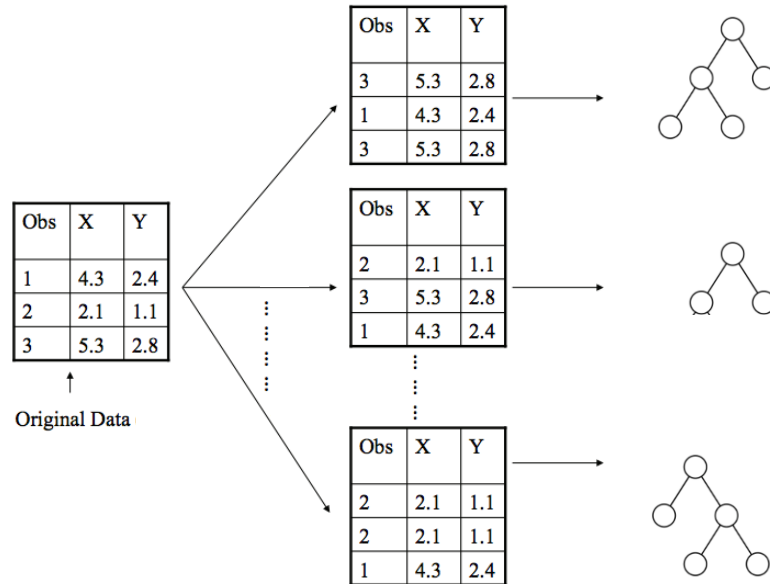 Obs X Y
3 5.3 2.8
1 4.3 2.4
3 5.3 2.8
Obs X Y
1 4.3 2.4
2 2.1 1.1
3 5.3 2.8
Original Data
Obs X Y
2 2.1 1.1
3 5.3 2.8
1 4.3 2.4
Obs X Y
2 2.1 1.1
2 2.1 1.1
1 4.3 2.4